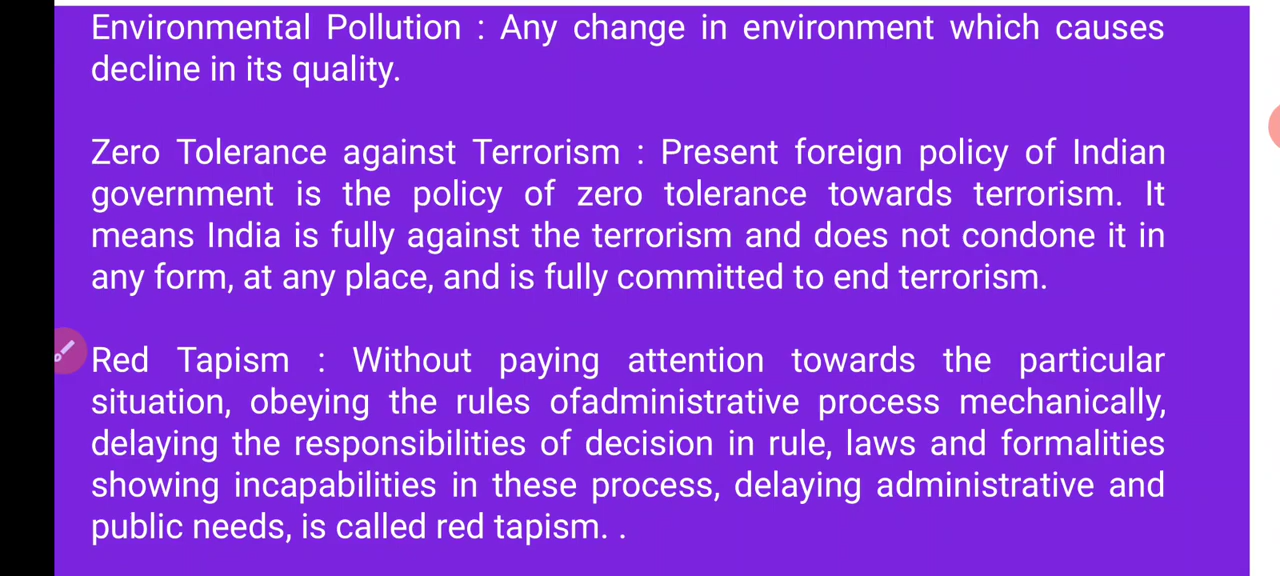 Environmental Pollution : Any change in environment which causes
decline in its quality.
Zero Tolerance against Terrorism : Present foreign policy of Indian
government is the policy of zero tolerance towards terrorism. It
means India is fully against the terrorism and does not condone it in
any form, at any place, and is fully committed to end terrorism.
Red Tapism : Without paying attention towards the particular
situation, obeying the rules ofadministrative process mechanically,
delaying the responsibilities of decision in rule, laws and formalities
showing incapabilities in these process, delaying administrative and
public needs, is called red tapism. .